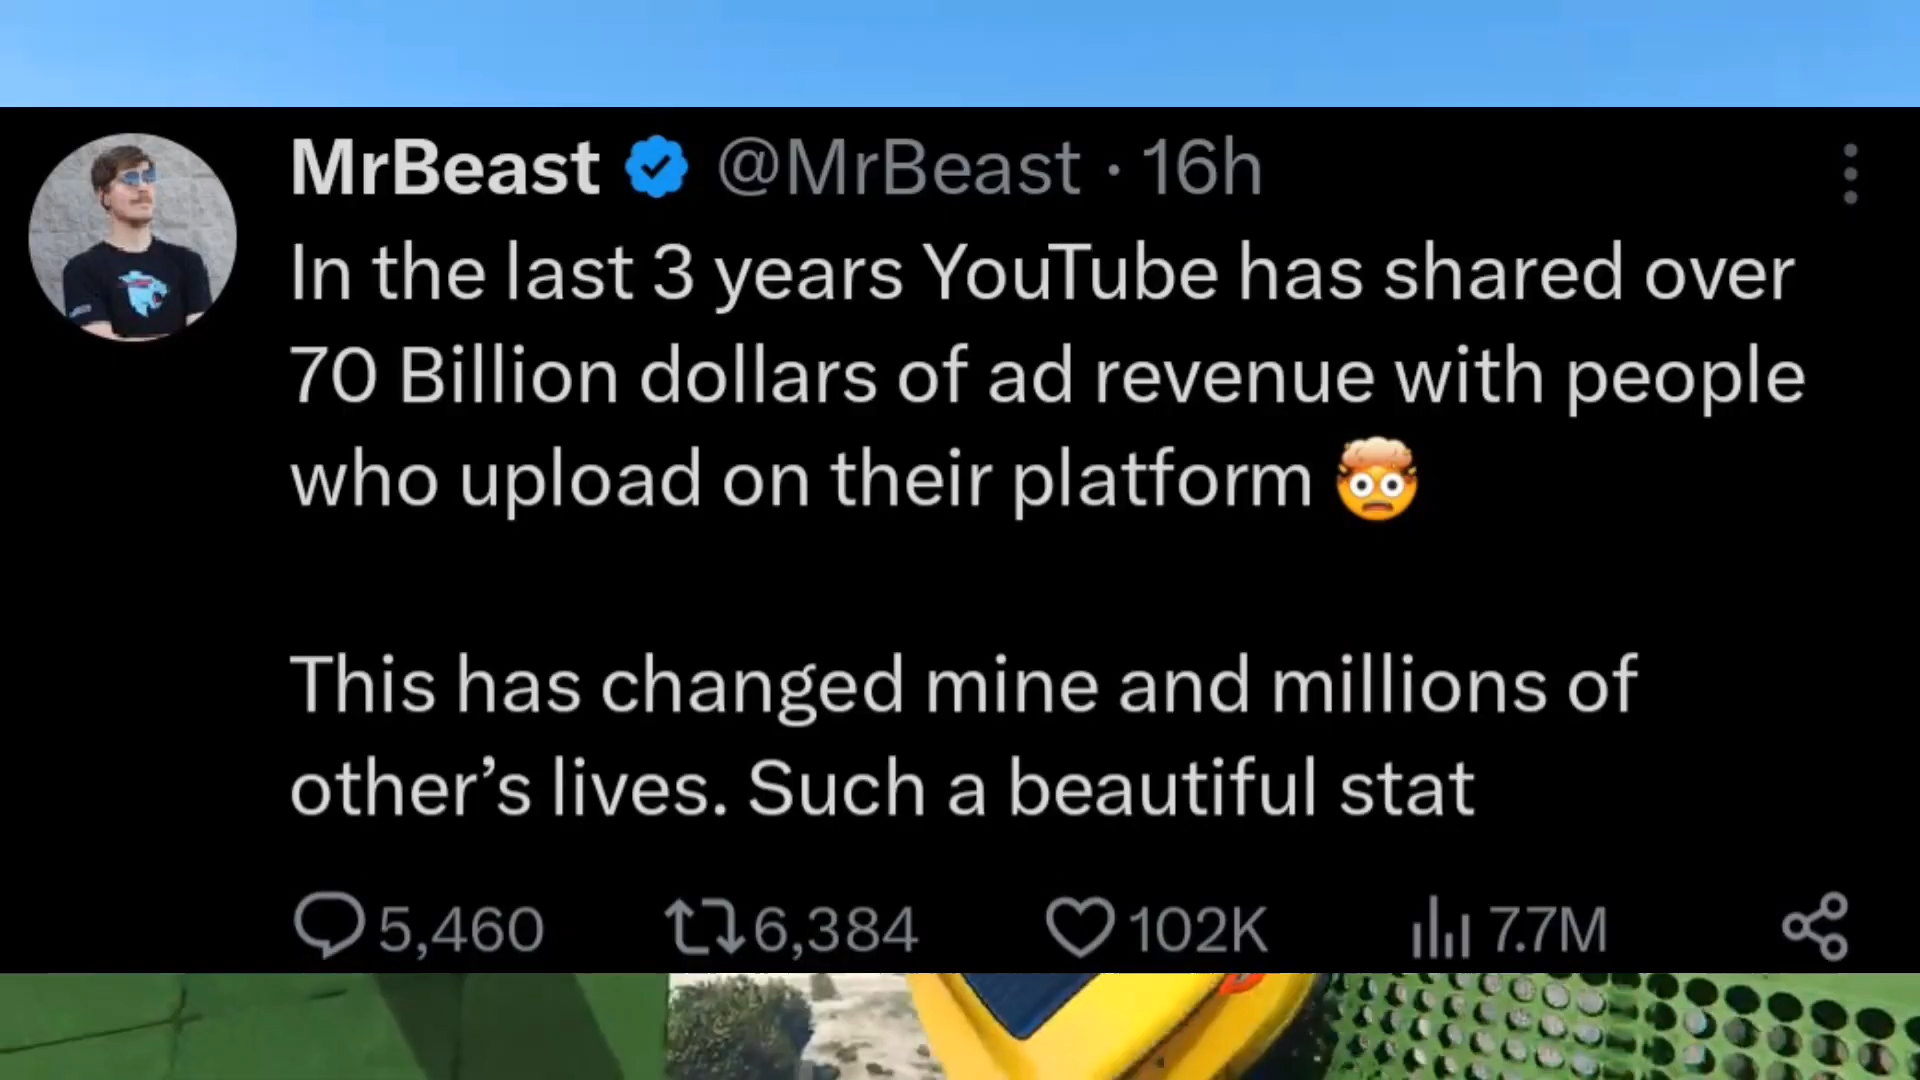 MrBeast @MrBeast · 16h
In the last 3 years YouTube has shared over
70 Billion dollars of ad revenue with people
who upload on their platform 🤯
This has changed mine and millions of
other’s lives. Such a beautiful stat
5,460 6,384 102K 7.7M